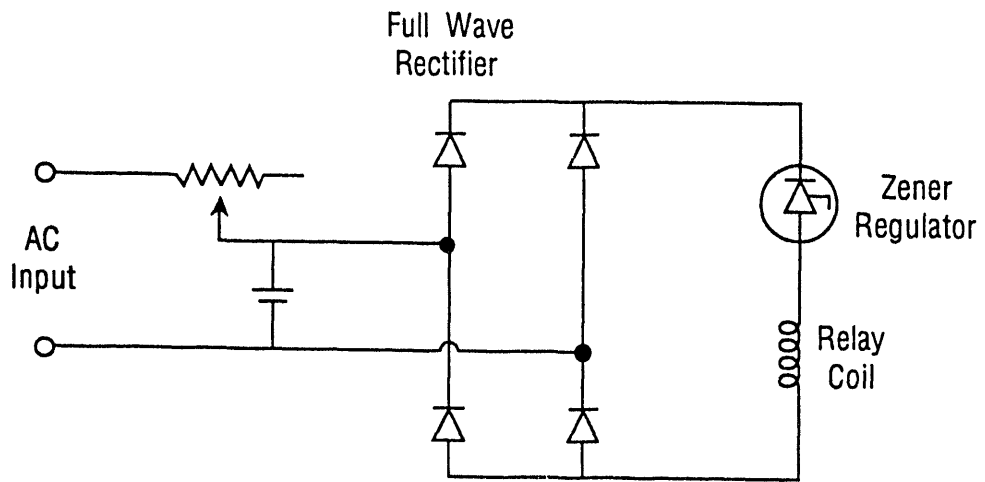 Full Wave
Rectifier
AC
Input
Zener
Regulator
Relay
Coil